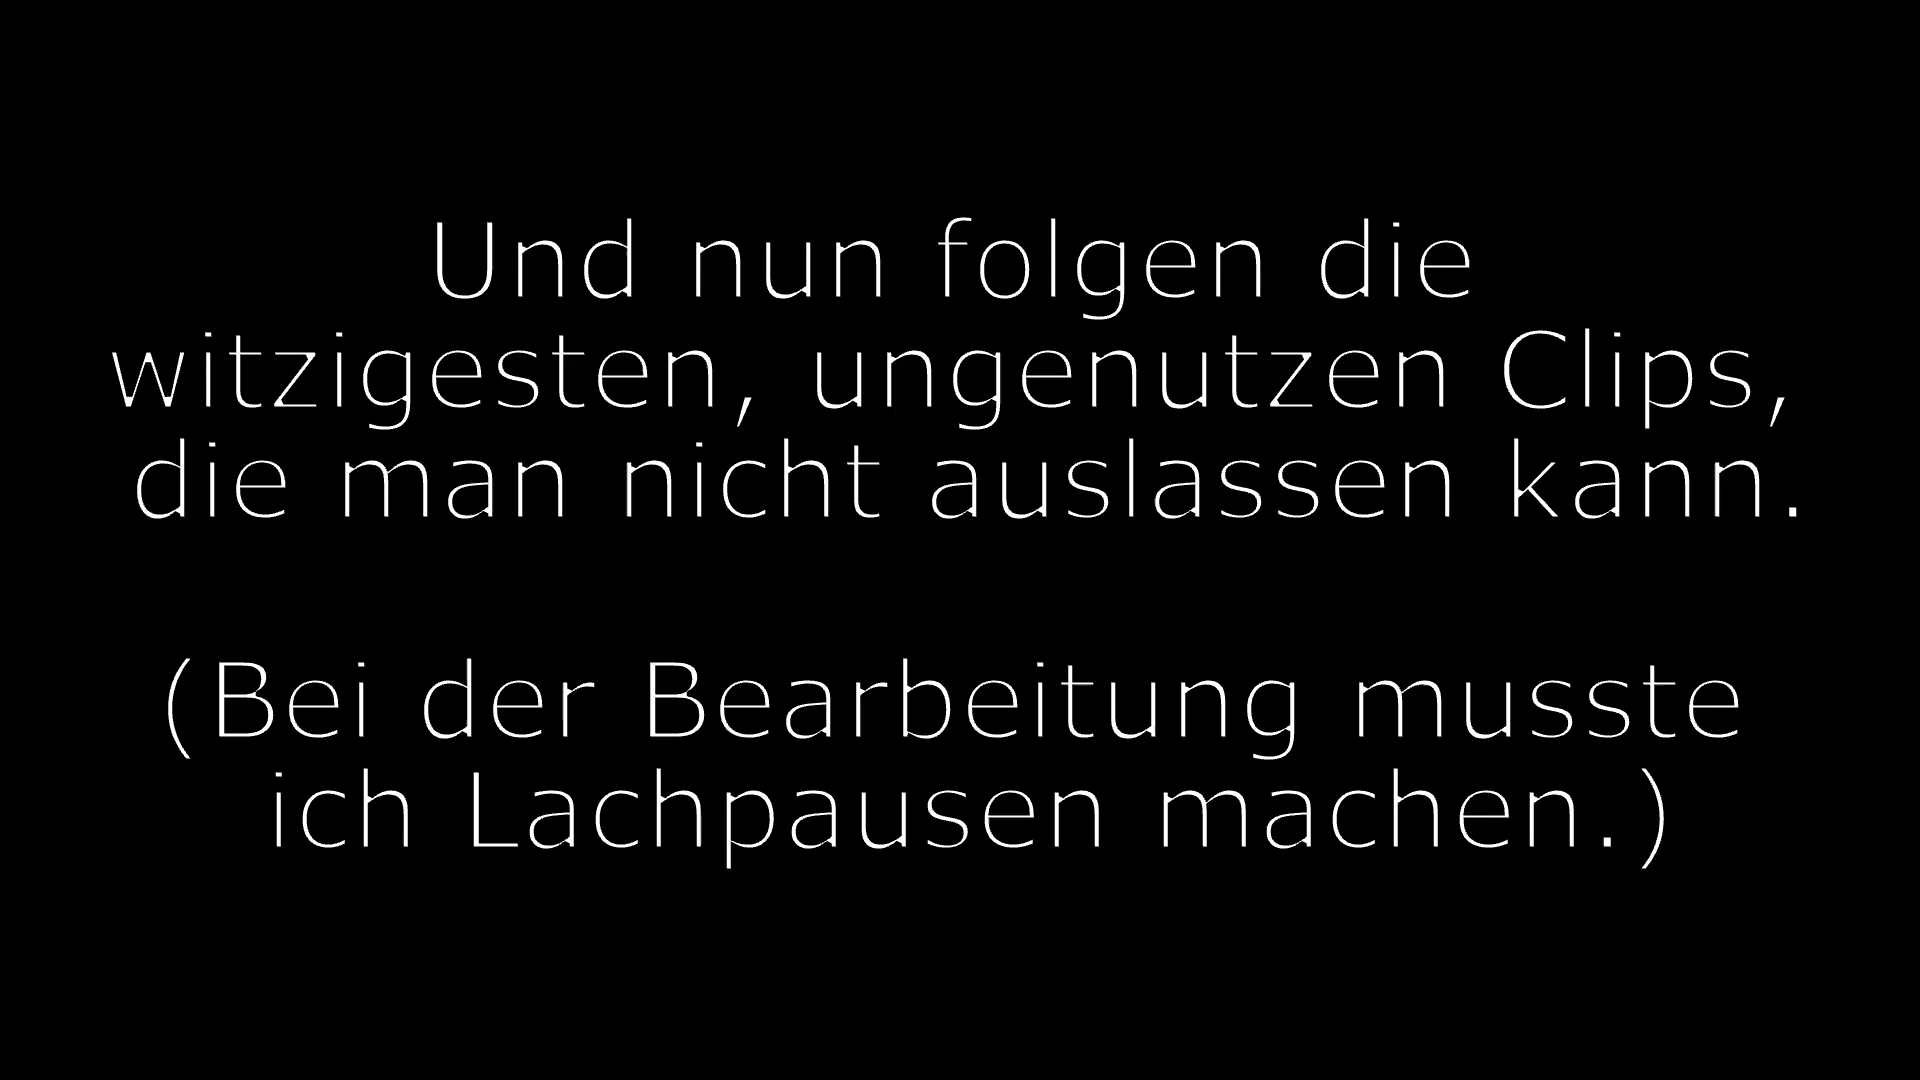 Und nun folgen die
witzigesten, ungenutzen Clips,
die man nicht auslassen kann.
(Bei der Bearbeitung musste
ich Lachpausen machen.)